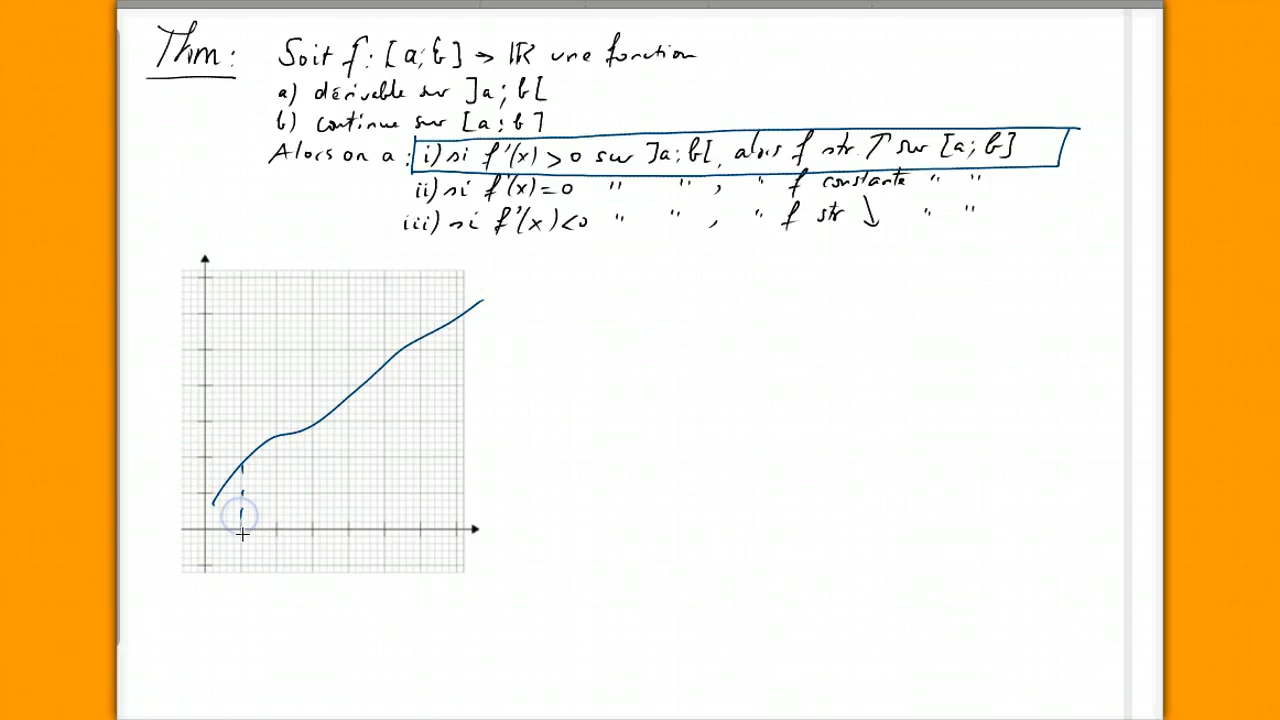 Thm: Soit f: [a; b] → IR une fonction
a) dérivable sur ]a; b[
b) continue sur [a; b]
Alors on a: i) si f'(x) > 0 sur ]a; b[, alors f str. ↗ sur [a; b]
ii) si f'(x) = 0 " " , " f constante " "
iii) si f'(x) < 0 " " , " f str ↘ " "